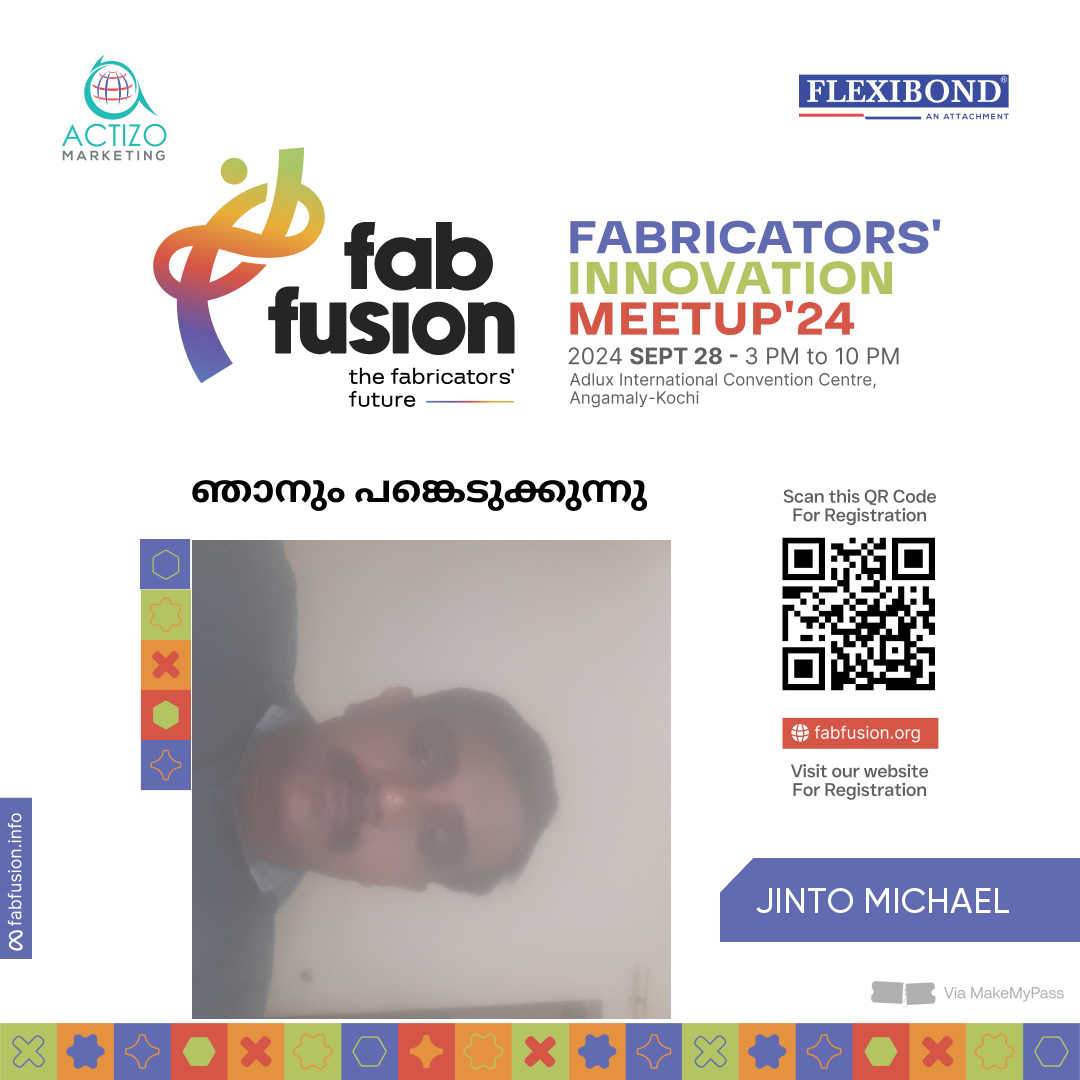 ACTIZO
MARKETING
FLEXIBOND®
AN ATTACHMENT
fab
fusion
the fabricators'
future
FABRICATORS'
INNOVATION
MEETUP'24
2024 SEPT 28 - 3 PM to 10 PM
Adlux International Convention Centre,
Angamaly-Kochi
ഞാനും പങ്കെടുക്കുന്നു
Scan this QR Code
For Registration
fabfusion.org
Visit our website
For Registration
fabfusion.info
JINTO MICHAEL
Via MakeMyPass